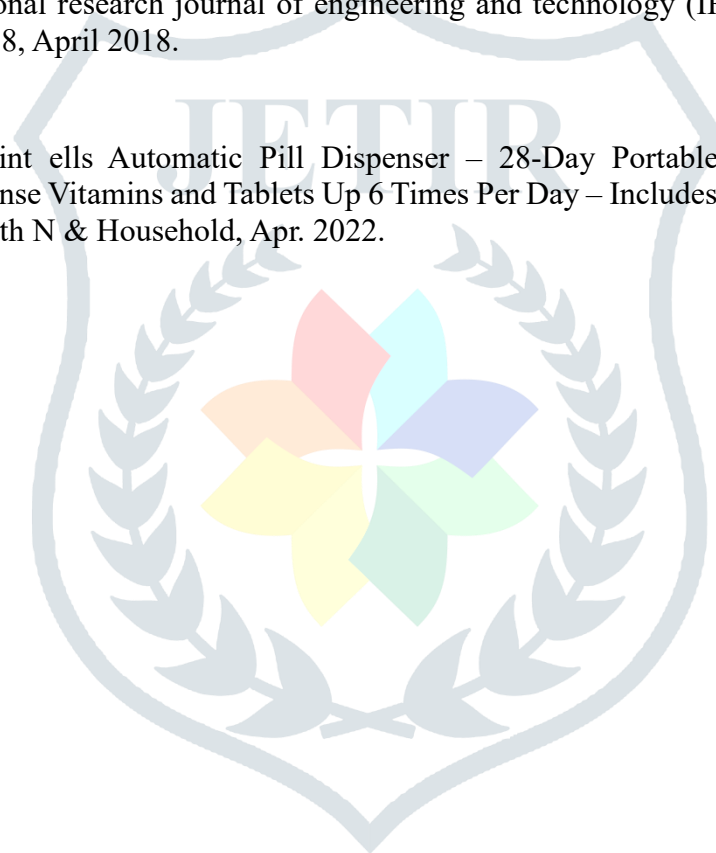 onal research journal of engineering and technology (IF
8, April 2018.
JETIR
int ells Automatic Pill Dispenser – 28-Day Portable
nse Vitamins and Tablets Up 6 Times Per Day – Includes
th N & Household, Apr. 2022.